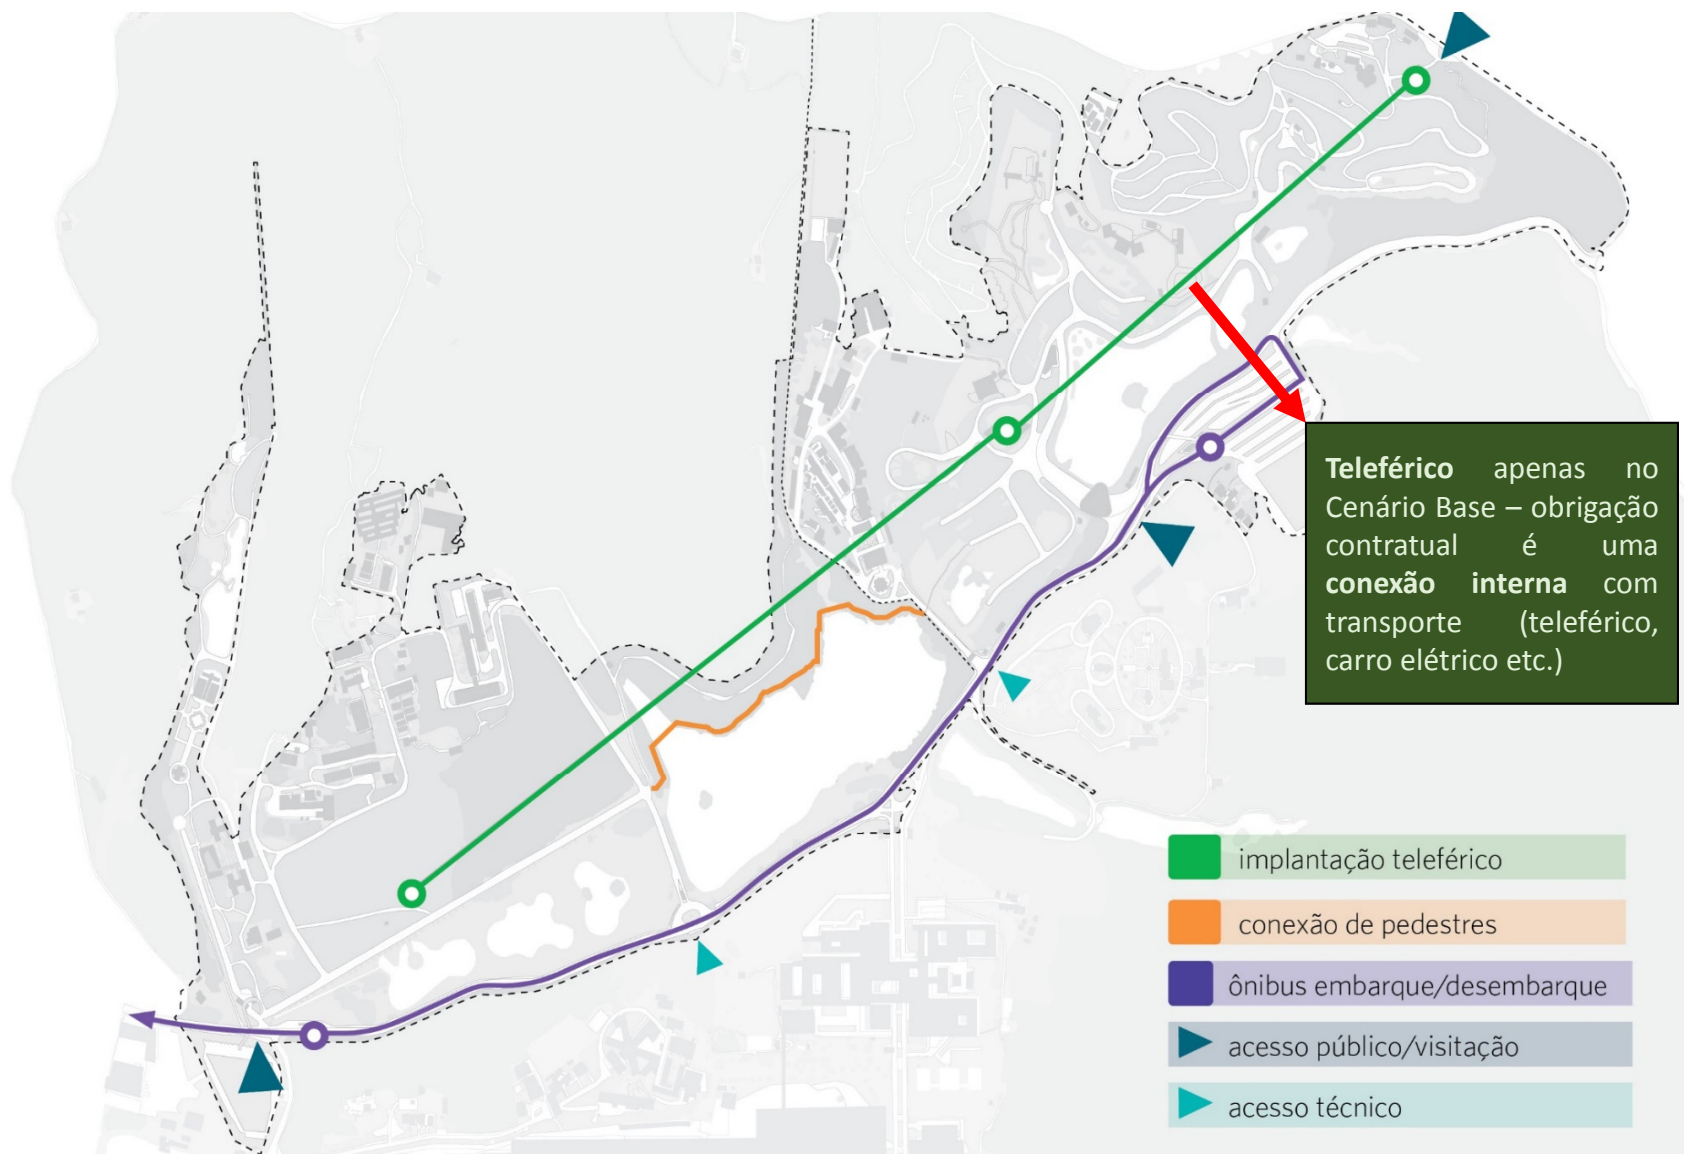 Teleférico apenas no
Cenário Base – obrigação
contratual é uma
conexão interna com
transporte (teleférico,
carro elétrico etc.)
implantação teleférico
conexão de pedestres
ônibus embarque/desembarque
acesso público/visitação
acesso técnico